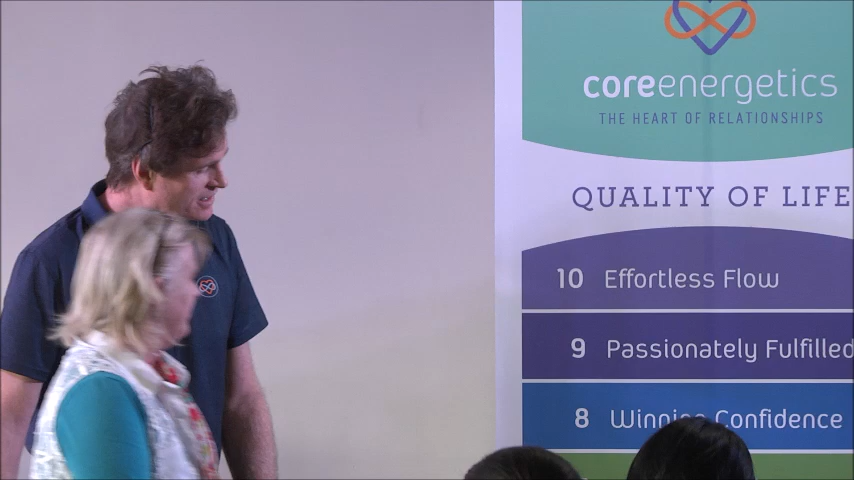 coreenergetics
THE HEART OF RELATIONSHIPS
QUALITY OF LIFE
10 Effortless Flow
9 Passionately Fulfilled
8 Winning Confidence